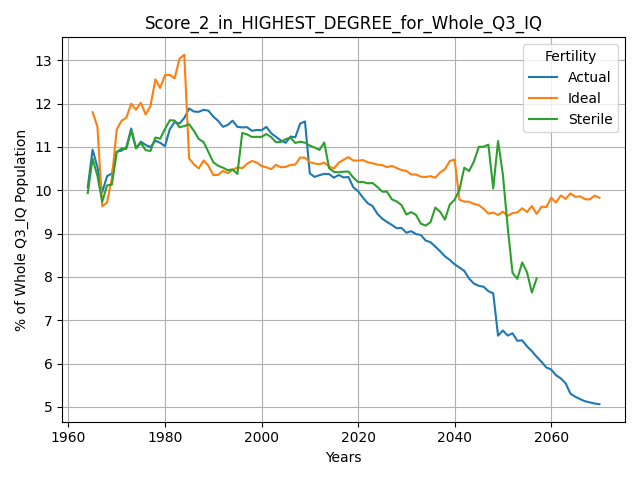 Score_2_in_HIGHEST_DEGREE_for_Whole_Q3_IQ
% of Whole Q3_IQ Population
13
12
11
10
9
8
7
6
5
Fertility
Actual
Ideal
Sterile
1960
1980
2000
2020
2040
2060
Years